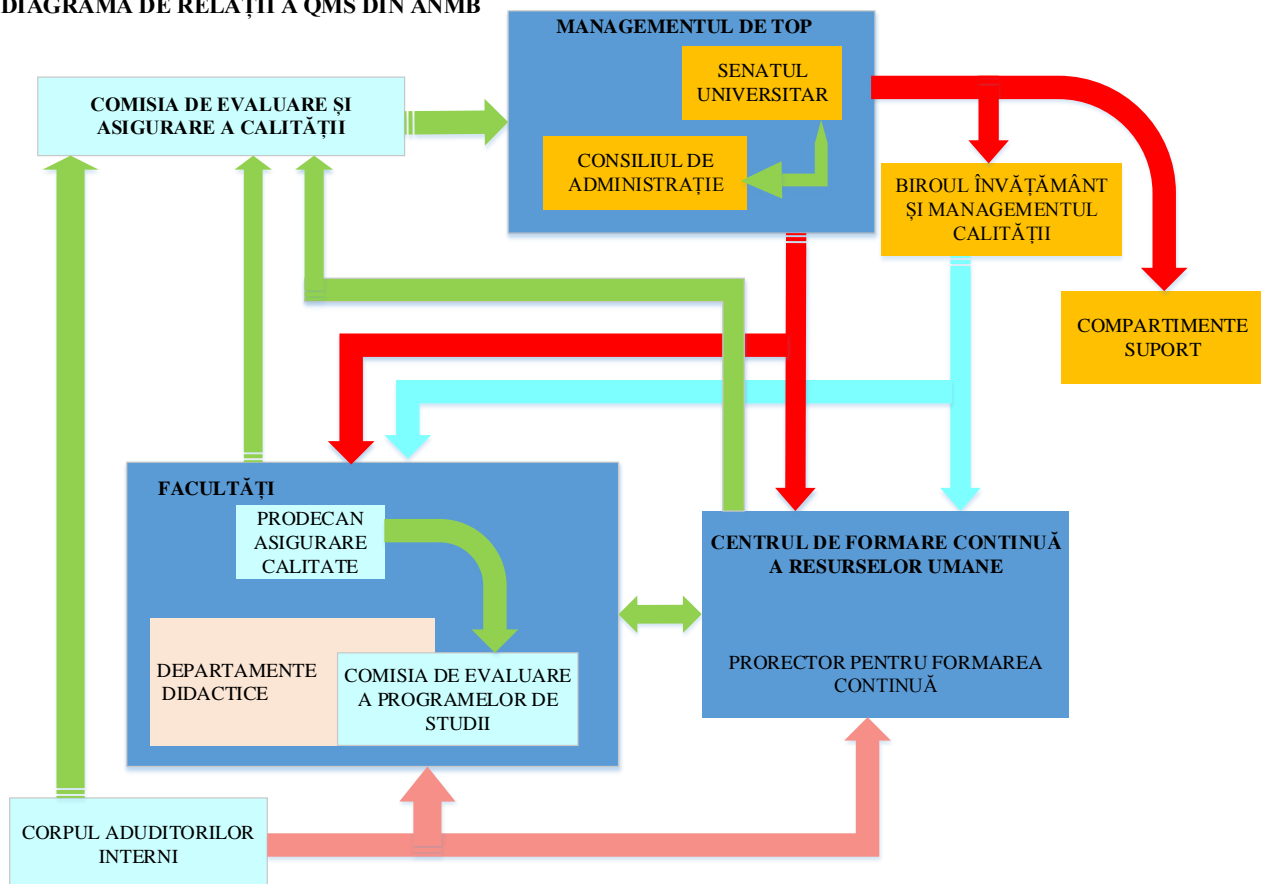 DIAGRAMA DE RELAȚII A QMS DIN ANMB
MANAGEMENTUL DE TOP
SENATUL
UNIVERSITAR
CONSILIUL DE
ADMINISTRAȚIE
COMISIA DE EVALUARE ȘI
ASIGURARE A CALITĂȚII
BIROUL ÎNVĂȚĂMÂNT
ȘI MANAGEMENTUL
CALITĂȚII
COMPARTIMENTE
SUPORT
FACULTĂȚI
PRODECAN
ASIGURARE
CALITATE
DEPARTAMENTE
DIDACTICE
COMISIA DE EVALUARE
A PROGRAMELOR DE
STUDII
CENTRUL DE FORMARE CONTINUĂ
A RESURSELOR UMANE
PRORECTOR PENTRU FORMAREA
CONTINUĂ
CORPUL ADUDITORILOR
INTERNI